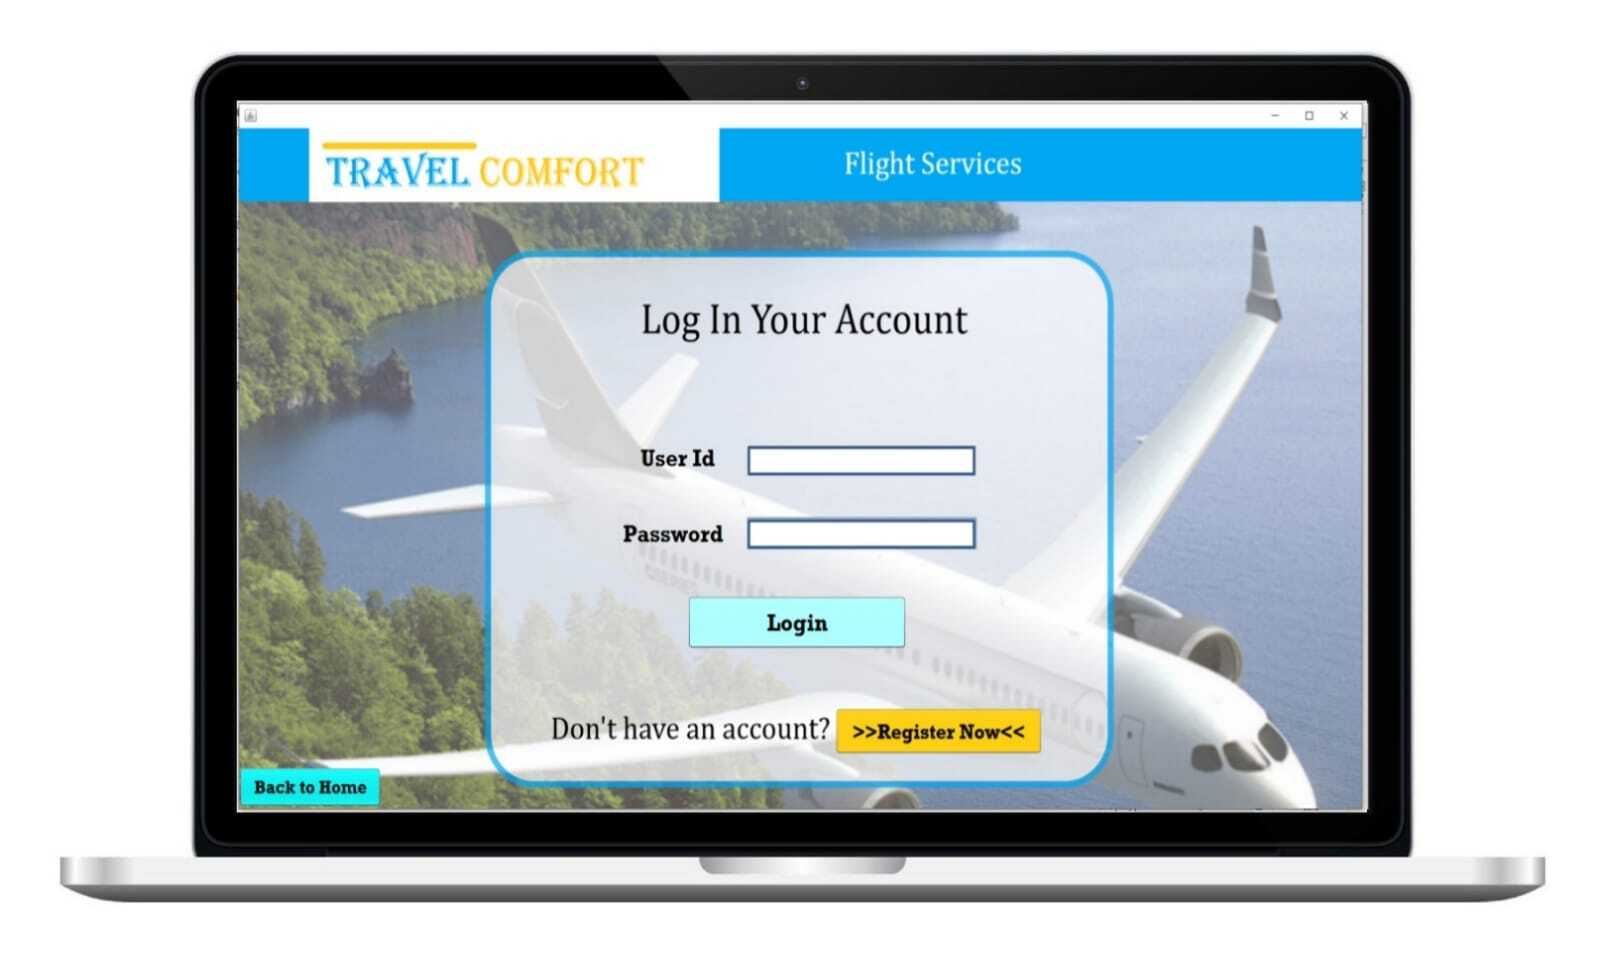 TRAVEL COMFORT
Flight Services
Log In Your Account
User Id
Password
Login
Don't have an account? >>Register Now<<
Back to Home